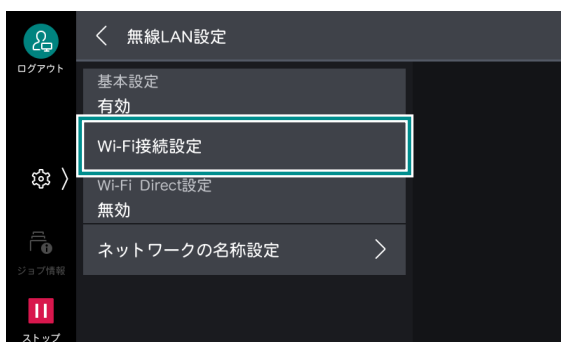 無線LAN設定
ログアウト
基本設定
有効
Wi-Fi接続設定
Wi-Fi Direct設定
無効
ネットワークの名称設定
ジョブ情報
ストップ